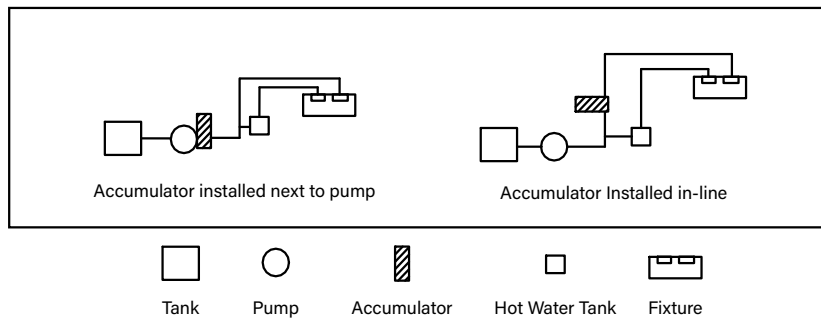 Accumulator installed next to pump
Accumulator Installed in-line
Tank
Pump
Accumulator
Hot Water Tank
Fixture